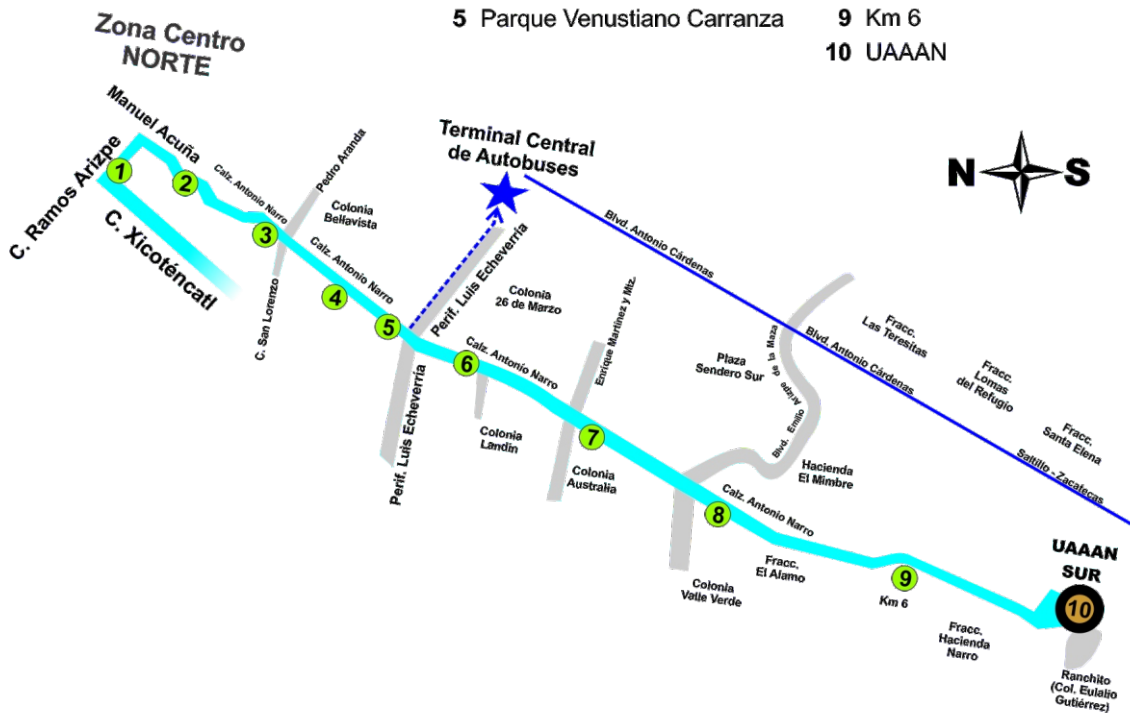 5 Parque Venustiano Carranza
9 Km 6
10 UAAAN
Zona Centro
NORTE
Manuel Acuña
C. Ramos Arizpe
1
2
Calz. Antonio Narro
Pedro Aranda
Terminal Central
de Autobuses
N S
C. Xicoténcatl
3
Colonia
Bellavista
C. San Lorenzo
Calz. Antonio Narro
4
5
Perif. Luis Echeverría
Blvd. Antonio Cárdenas
Colonia
26 de Marzo
Enrique Martínez y Mtz.
6
Calz. Antonio Narro
Perif. Luis Echeverría
Colonia
Landin
Plaza
Sendero Sur
Blvd. Emilio Arizpe de la Maza
Blvd. Antonio Cárdenas
Fracc.
Las Teresitas
Fracc.
Lomas
del Refugio
Fracc.
Santa Elena
Saltillo - Zacatecas
7
Colonia
Australia
Hacienda
El Mimbre
8
Calz. Antonio Narro
Colonia
Valle Verde
Fracc.
El Alamo
9
Km 6
Fracc.
Hacienda
Narro
UAAAN
SUR
10
Ranchito
(Col. Eulalio
Gutiérrez)